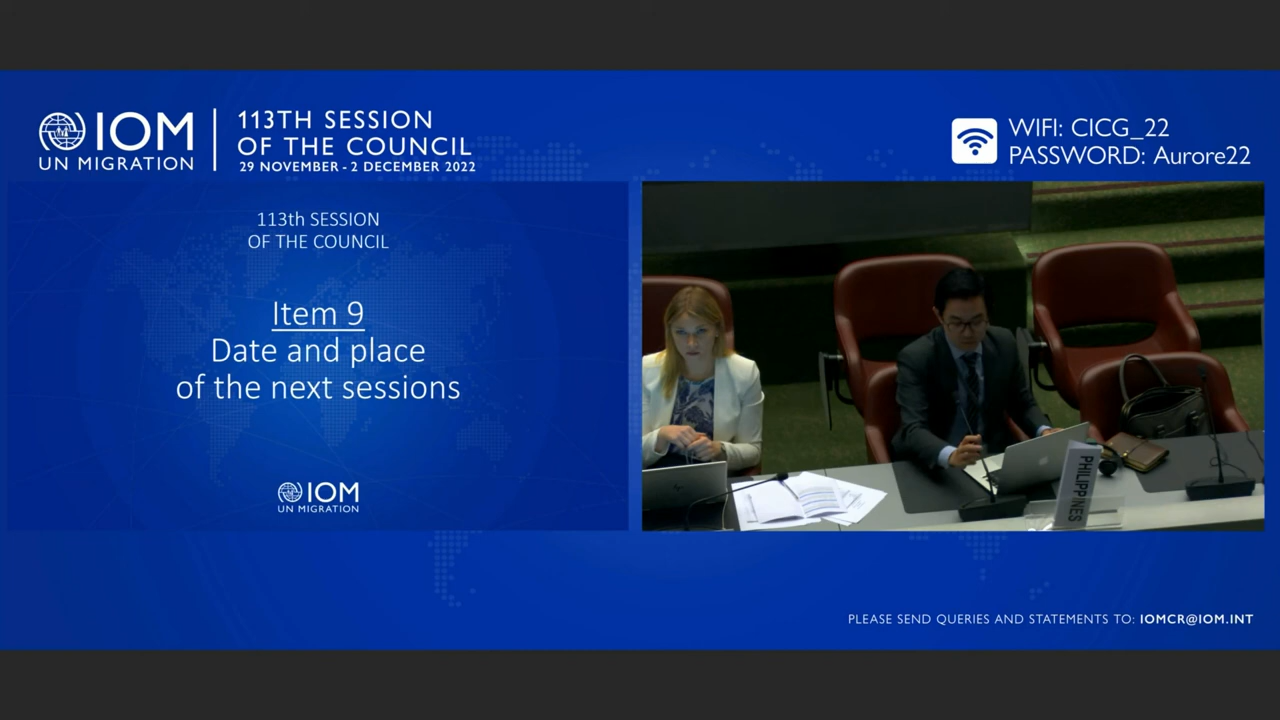 IOM
UN MIGRATION
113TH SESSION
OF THE COUNCIL
29 NOVEMBER - 2 DECEMBER 2022
WIFI: CICG_22
PASSWORD: Aurore22
113th SESSION
OF THE COUNCIL
Item 9
Date and place
of the next sessions
IOM
UN MIGRATION
PHILIPPINES
PLEASE SEND QUERIES AND STATEMENTS TO: IOMCR@IOM.INT